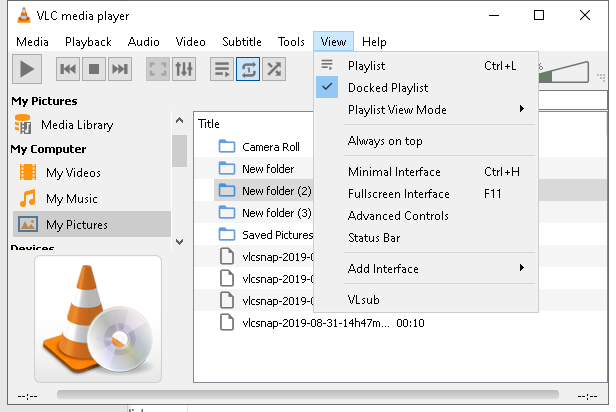 VLC media player
Media Playback Audio Video Subtitle Tools View Help
My Pictures
Media Library
My Computer
My Videos
My Music
My Pictures
Devices
Title
Camera Roll
New folder
New folder (2)
New folder (3)
Saved Pictures
vlcsnap-2019-0
vlcsnap-2019-0
vlcsnap-2019-0
vlcsnap-2019-08-31-14h47m... 00:10
Playlist Ctrl+L
Docked Playlist
Playlist View Mode
Always on top
Minimal Interface Ctrl+H
Fullscreen Interface F11
Advanced Controls
Status Bar
Add Interface
VLsub
%
--:-- --:--